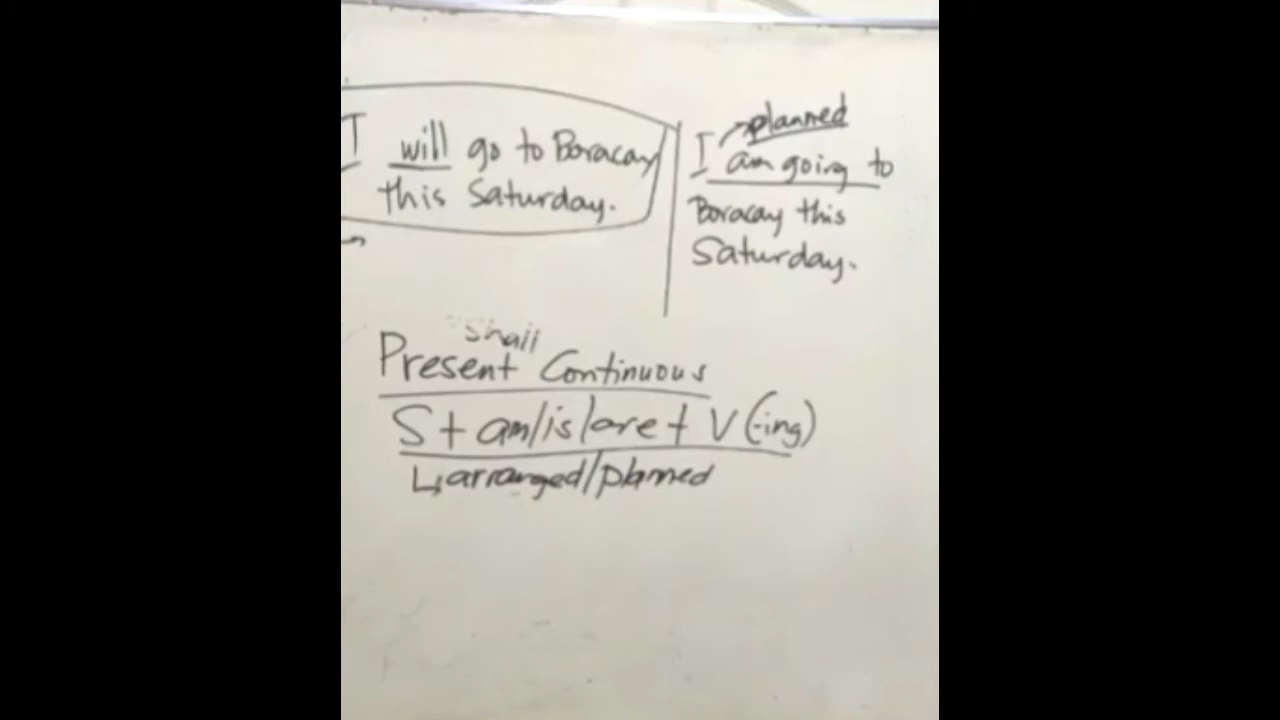 I will go to Boracay
this Saturday.
planned
I am going to
Boracay this
Saturday.
shall
Present Continuous
S + am/is/are + V (-ing)
↳ arranged/planned